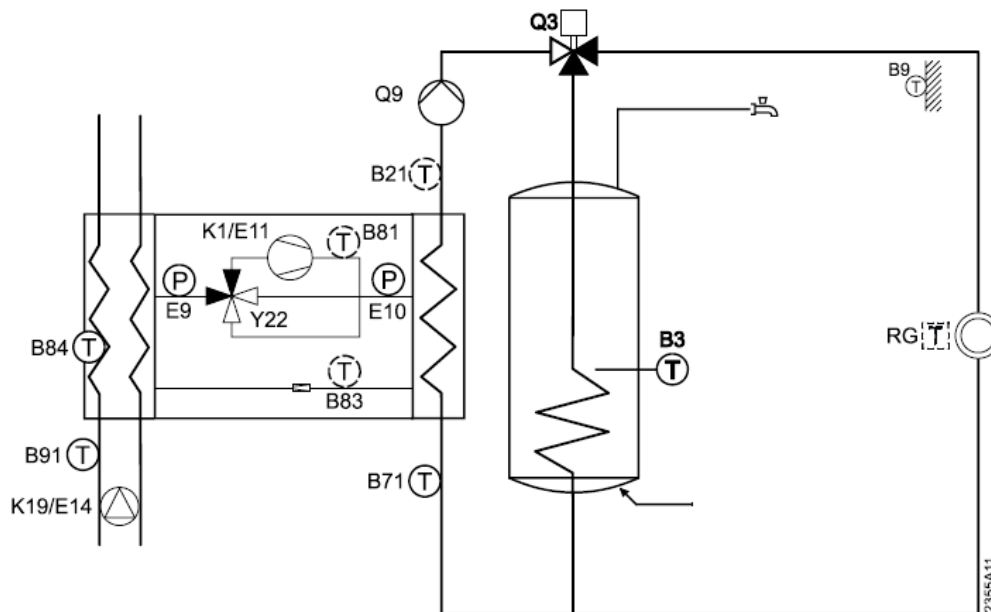 Q3
Q9
B9
T
B21 T
K1/E11
T
B81
P
P
E9
Y22
E10
B84 T
RG T
B3
T
T
B83
B91 T
B71 T
K19/E14
2355A11